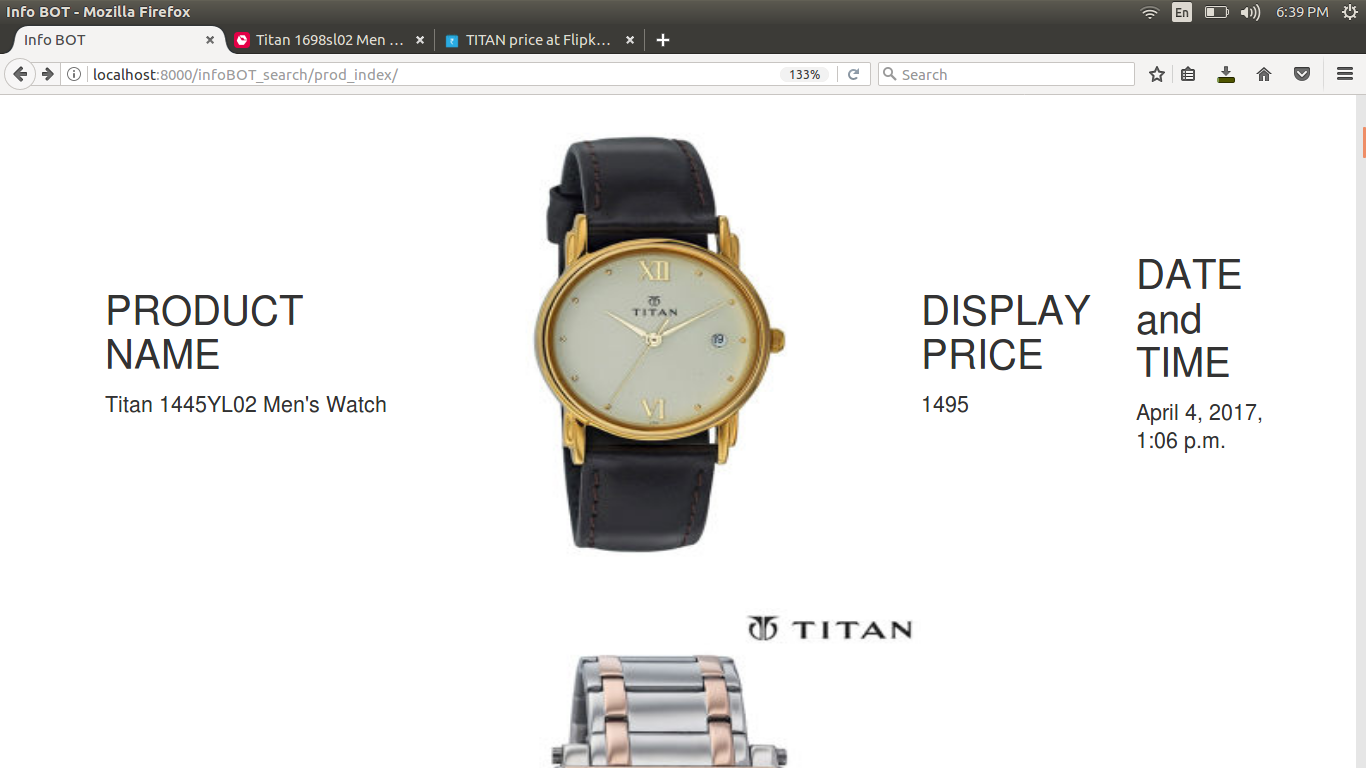 Info BOT - Mozilla Firefox
En
6:39 PM
Info BOT
Titan 1698sl02 Men ...
TITAN price at Flipk...
localhost:8000/infoBOT_search/prod_index/
133%
Search
XII
TITAN
19
VI
PRODUCT
NAME
Titan 1445YL02 Men's Watch
DISPLAY
PRICE
1495
DATE
and
TIME
April 4, 2017,
1:06 p.m.
TITAN